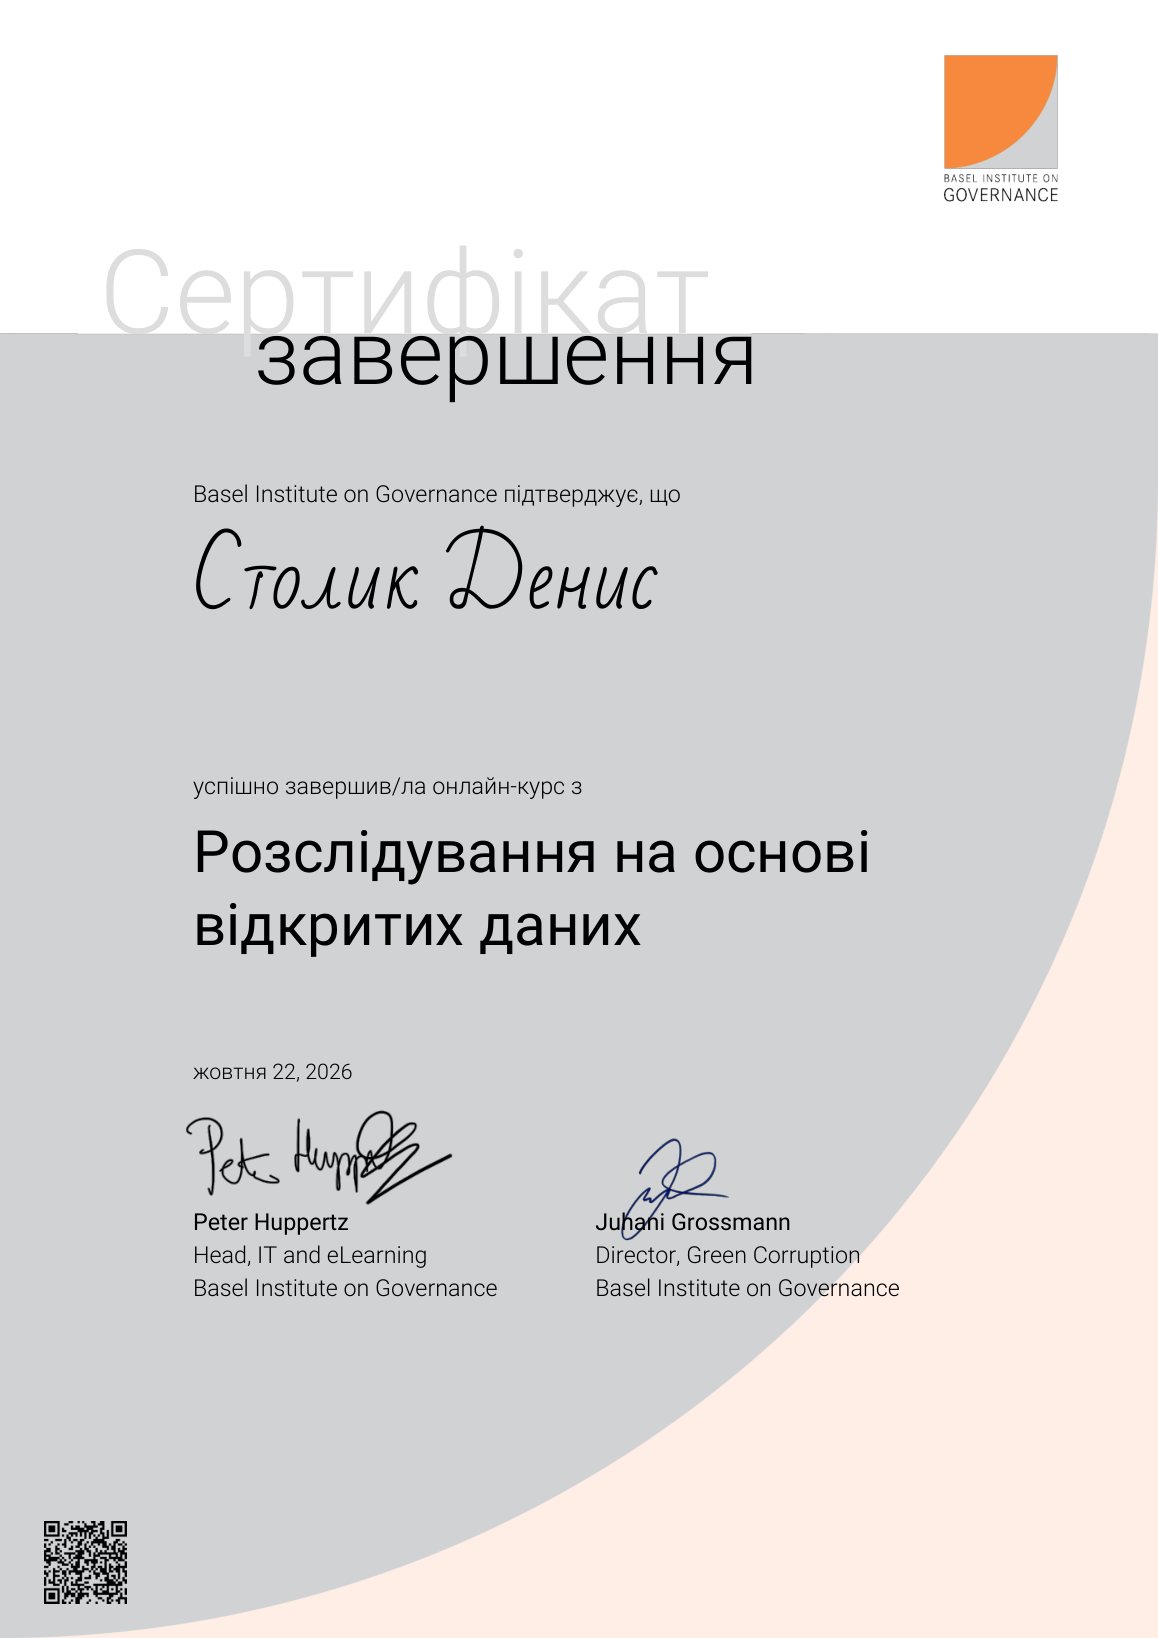 BASEL INSTITUTE ON
GOVERNANCE
Сертифікат
завершення
Basel Institute on Governance підтверджує, що
Столик Денис
успішно завершив/ла онлайн-курс з
Розслідування на основі
відкритих даних
жовтня 22, 2026
Peter Huppertz
Peter Huppertz
Head, IT and eLearning
Basel Institute on Governance
Juhani Grossmann
Director, Green Corruption
Basel Institute on Governance